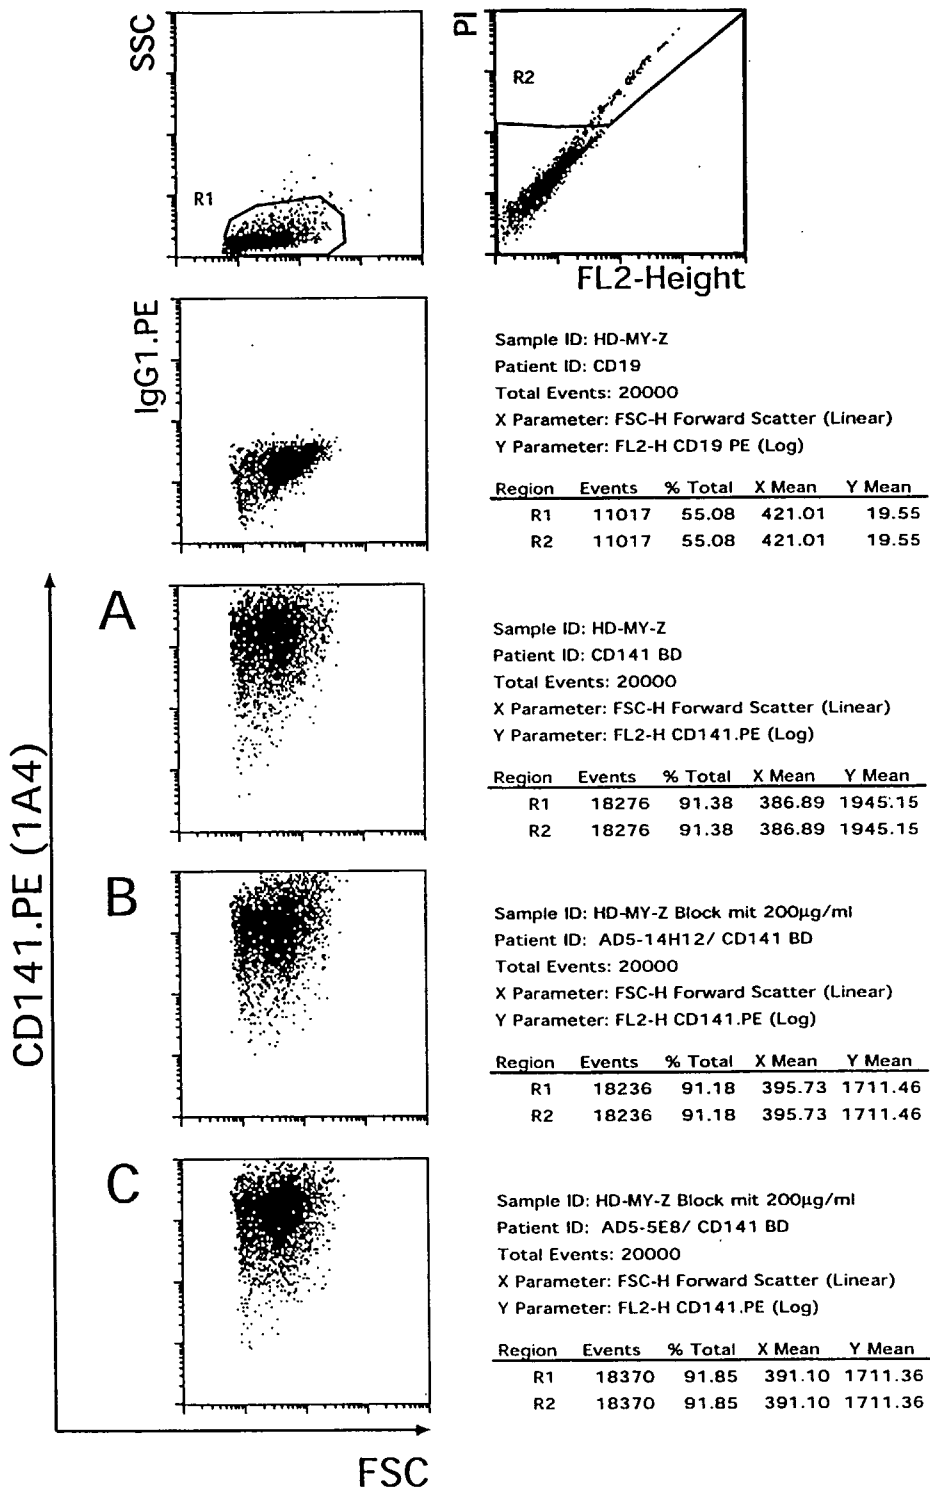 SSC
R1
PI
R2
FL2-Height
IgG1.PE
Sample ID: HD-MY-Z
Patient ID: CD19
Total Events: 20000
X Parameter: FSC-H Forward Scatter (Linear)
Y Parameter: FL2-H CD19 PE (Log)
Region Events % Total X Mean Y Mean
R1 11017 55.08 421.01 19.55
R2 11017 55.08 421.01 19.55
CD141.PE (1A4)
A
Sample ID: HD-MY-Z
Patient ID: CD141 BD
Total Events: 20000
X Parameter: FSC-H Forward Scatter (Linear)
Y Parameter: FL2-H CD141.PE (Log)
Region Events % Total X Mean Y Mean
R1 18276 91.38 386.89 1945.15
R2 18276 91.38 386.89 1945.15
B
Sample ID: HD-MY-Z Block mit 200µg/ml
Patient ID: AD5-14H12/ CD141 BD
Total Events: 20000
X Parameter: FSC-H Forward Scatter (Linear)
Y Parameter: FL2-H CD141.PE (Log)
Region Events % Total X Mean Y Mean
R1 18236 91.18 395.73 1711.46
R2 18236 91.18 395.73 1711.46
C
Sample ID: HD-MY-Z Block mit 200µg/ml
Patient ID: AD5-5E8/ CD141 BD
Total Events: 20000
X Parameter: FSC-H Forward Scatter (Linear)
Y Parameter: FL2-H CD141.PE (Log)
Region Events % Total X Mean Y Mean
R1 18370 91.85 391.10 1711.36
R2 18370 91.85 391.10 1711.36
FSC